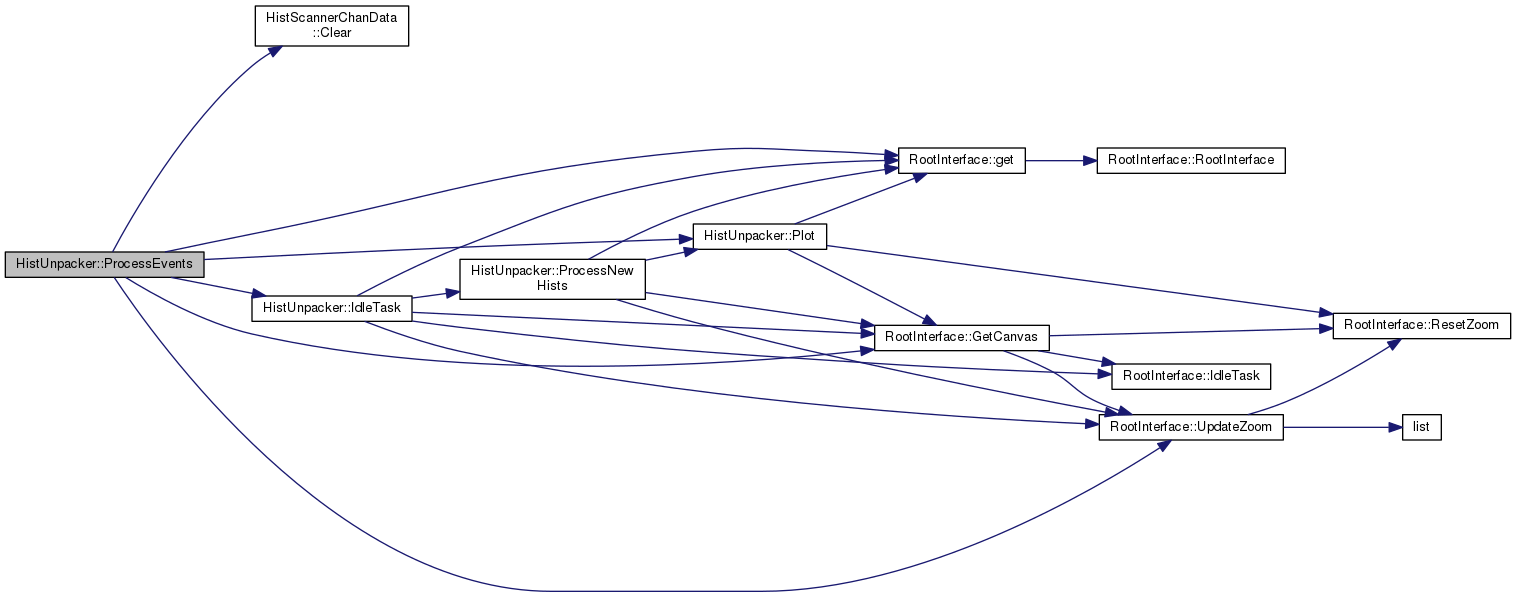 HistScannerChanData
::Clear
RootInterface::get
RootInterface::RootInterface
HistUnpacker::Plot
HistUnpacker::ProcessEvents
HistUnpacker::ProcessNew
Hists
HistUnpacker::IdleTask
RootInterface::GetCanvas
RootInterface::ResetZoom
RootInterface::IdleTask
RootInterface::UpdateZoom
list